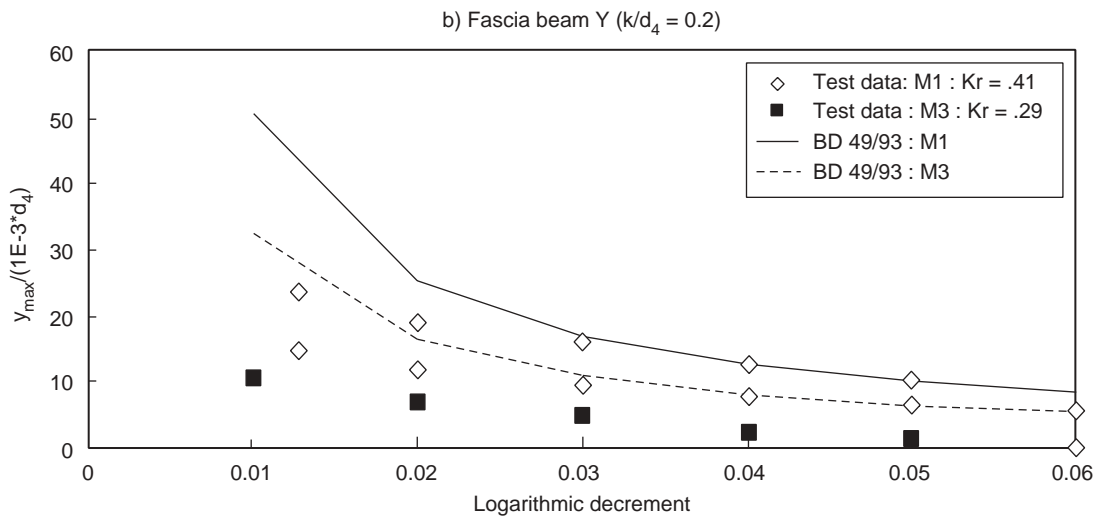 b) Fascia beam Y (k/d4 = 0.2)
60
50
40
30
20
10
0
ymax/(1E-3*d4)
Test data: M1 : Kr = .41
Test data : M3 : Kr = .29
BD 49/93 : M1
BD 49/93 : M3
0
0.01
0.02
0.03
0.04
0.05
0.06
Logarithmic decrement